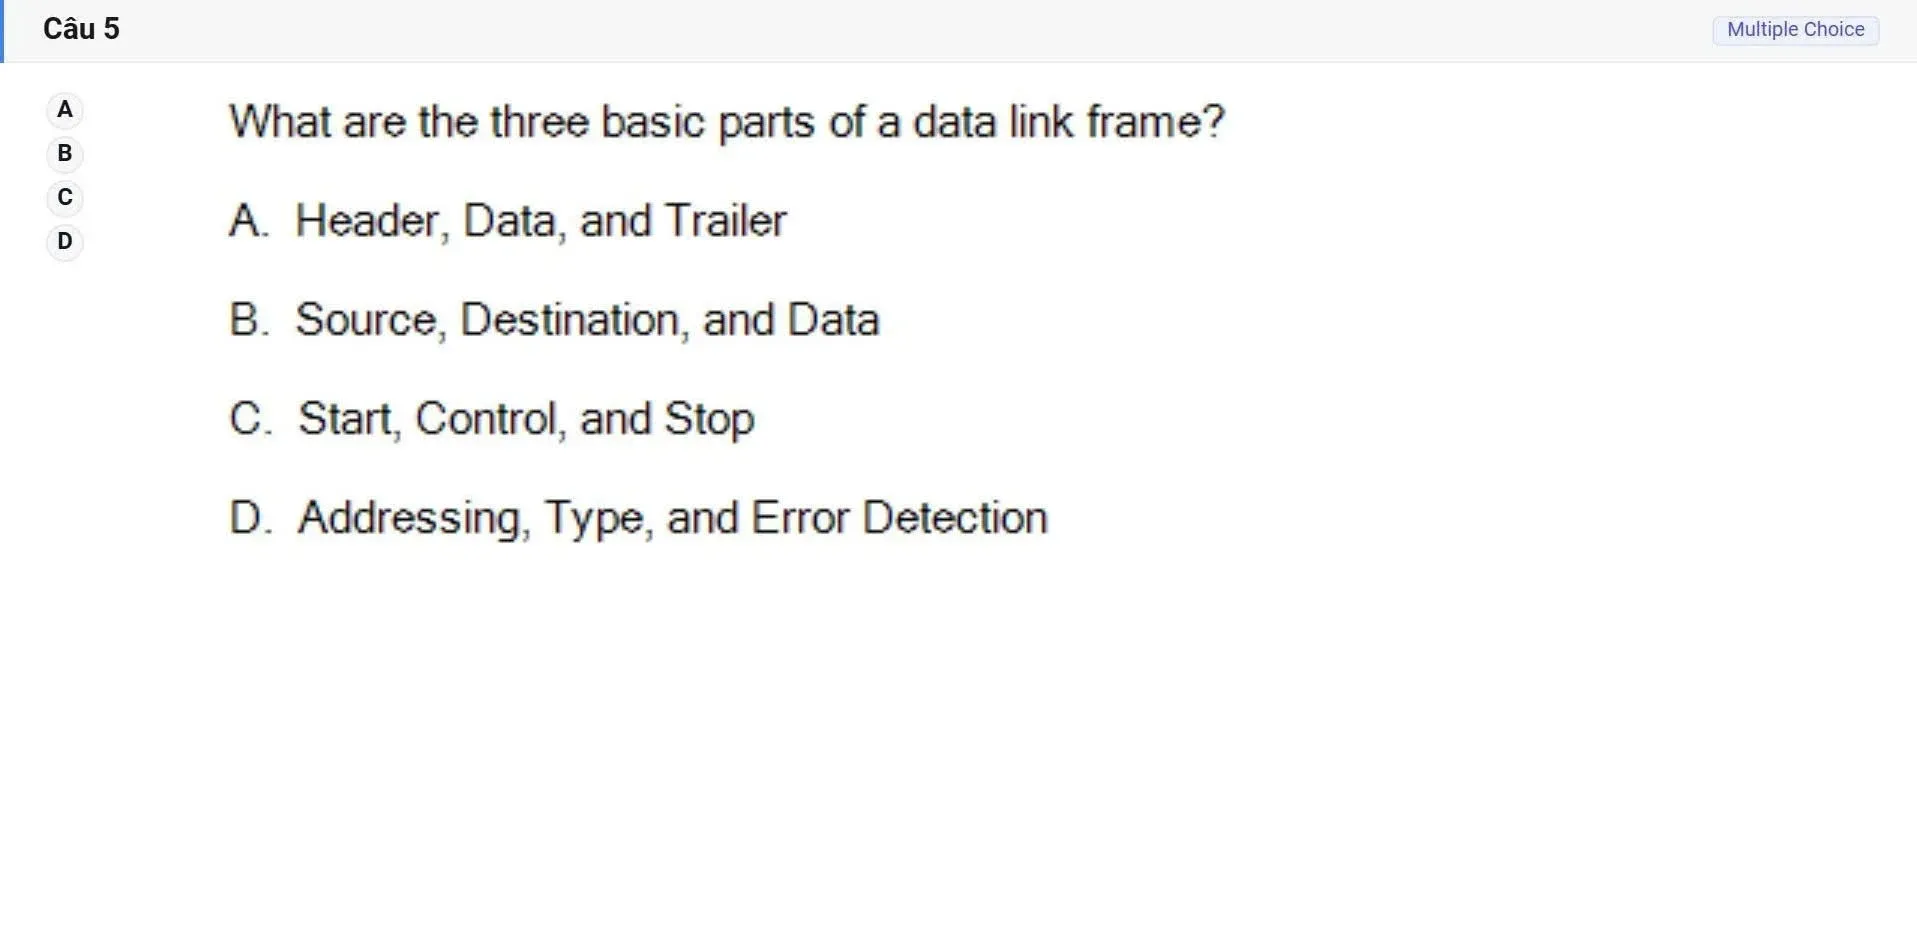 Câu 5
Multiple Choice
A
B
C
D
What are the three basic parts of a data link frame?
A. Header, Data, and Trailer
B. Source, Destination, and Data
C. Start, Control, and Stop
D. Addressing, Type, and Error Detection